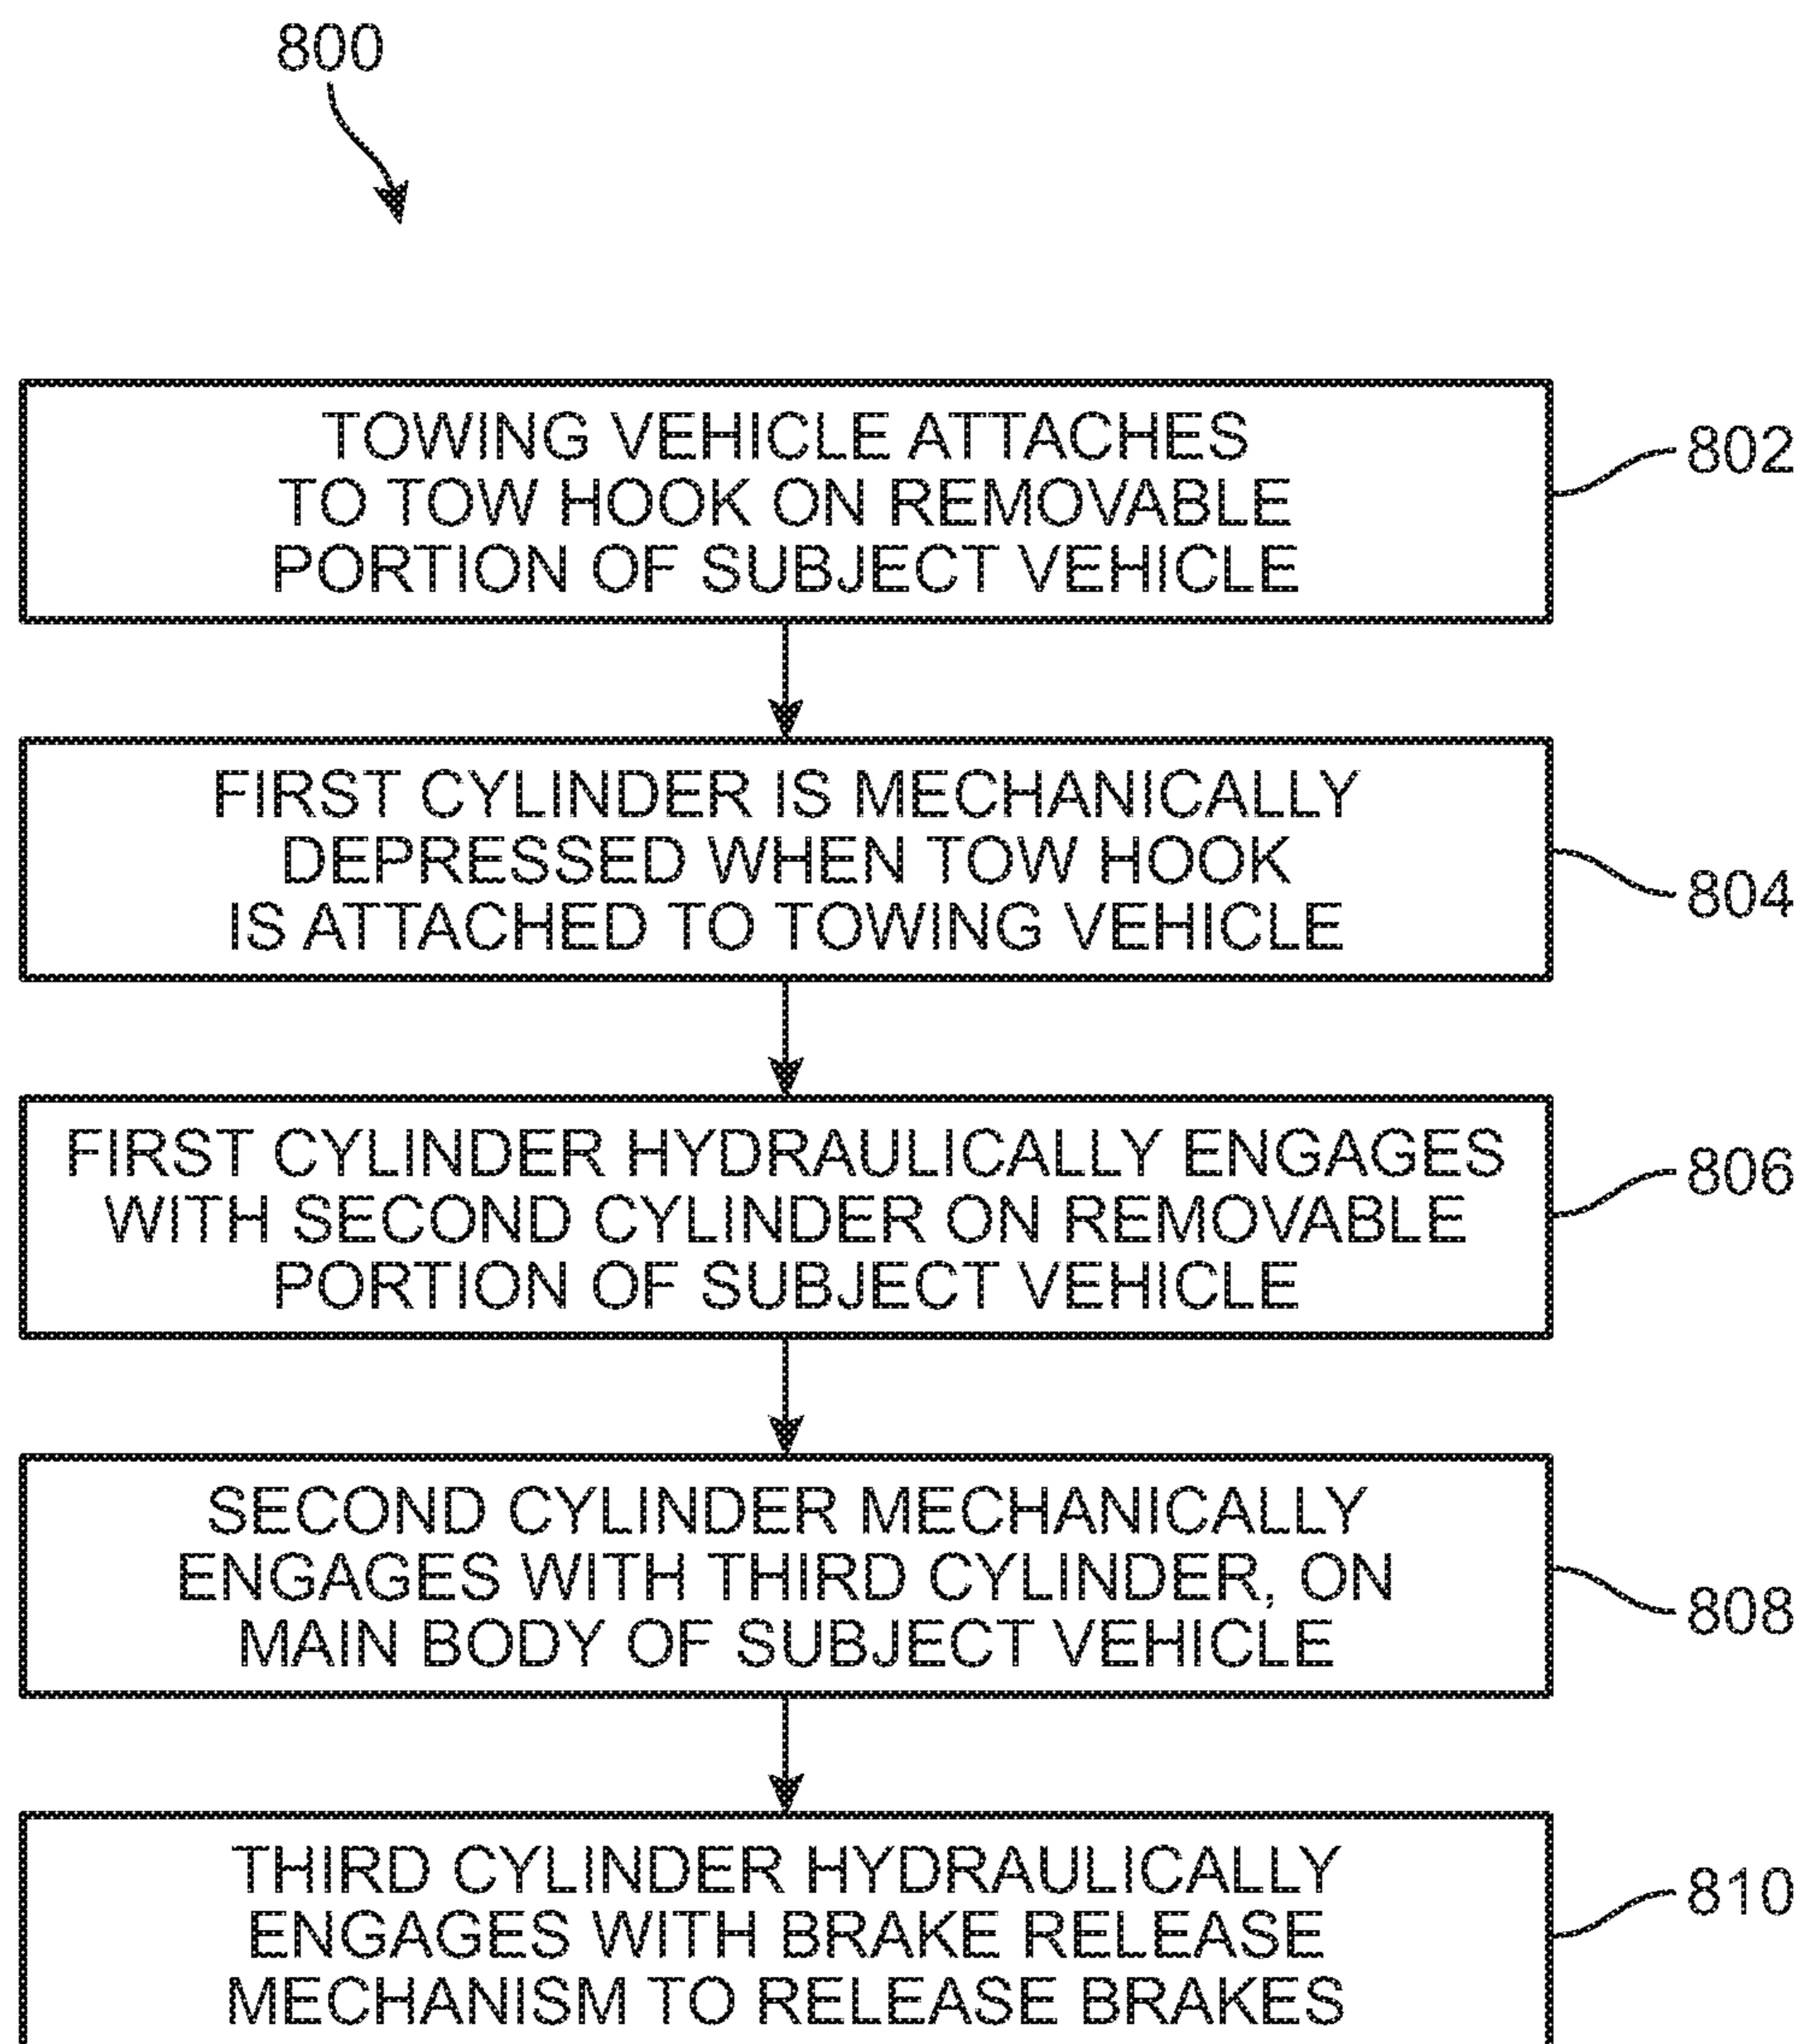 800
TOWING VEHICLE ATTACHES
TO TOW HOOK ON REMOVABLE
PORTION OF SUBJECT VEHICLE
802
FIRST CYLINDER IS MECHANICALLY
DEPRESSED WHEN TOW HOOK
IS ATTACHED TO TOWING VEHICLE
804
FIRST CYLINDER HYDRAULICALLY ENGAGES
WITH SECOND CYLINDER ON REMOVABLE
PORTION OF SUBJECT VEHICLE
806
SECOND CYLINDER MECHANICALLY
ENGAGES WITH THIRD CYLINDER, ON
MAIN BODY OF SUBJECT VEHICLE
808
THIRD CYLINDER HYDRAULICALLY
ENGAGES WITH BRAKE RELEASE
MECHANISM TO RELEASE BRAKES
810